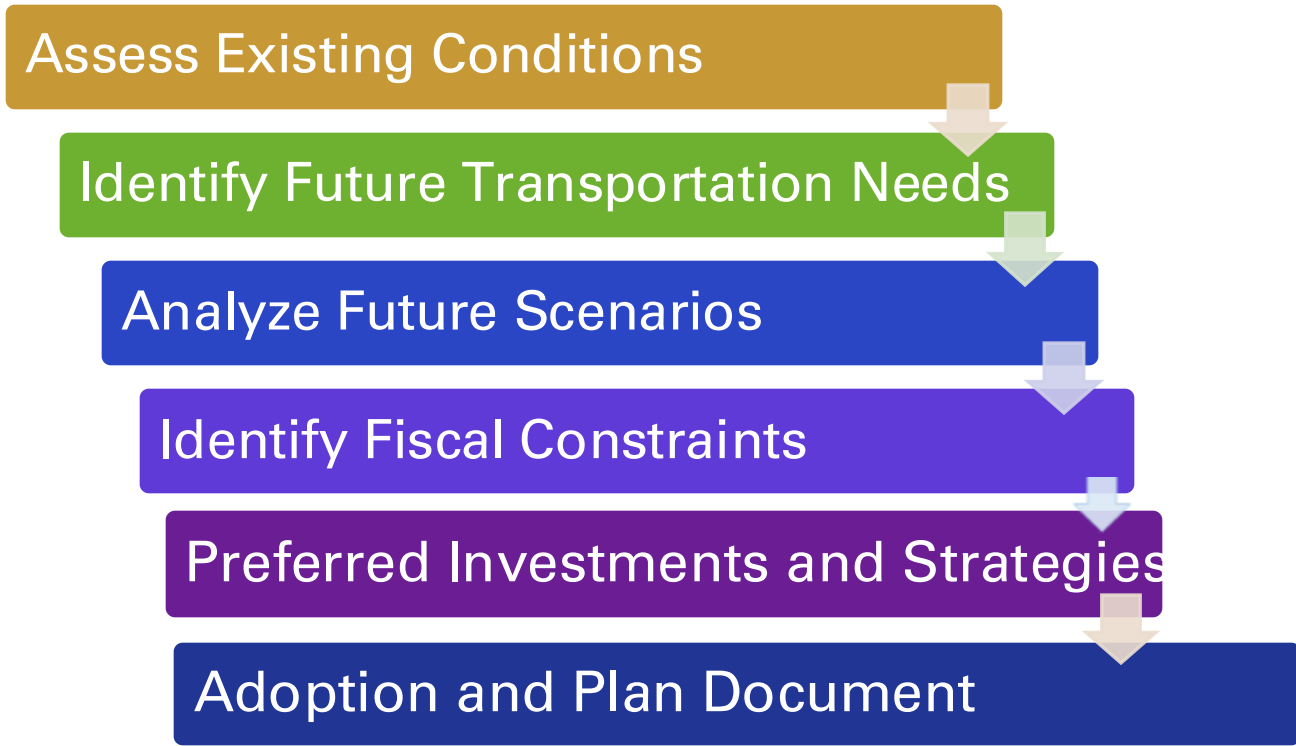 Assess Existing Conditions
Identify Future Transportation Needs
Analyze Future Scenarios
Identify Fiscal Constraints
Preferred Investments and Strategies
Adoption and Plan Document